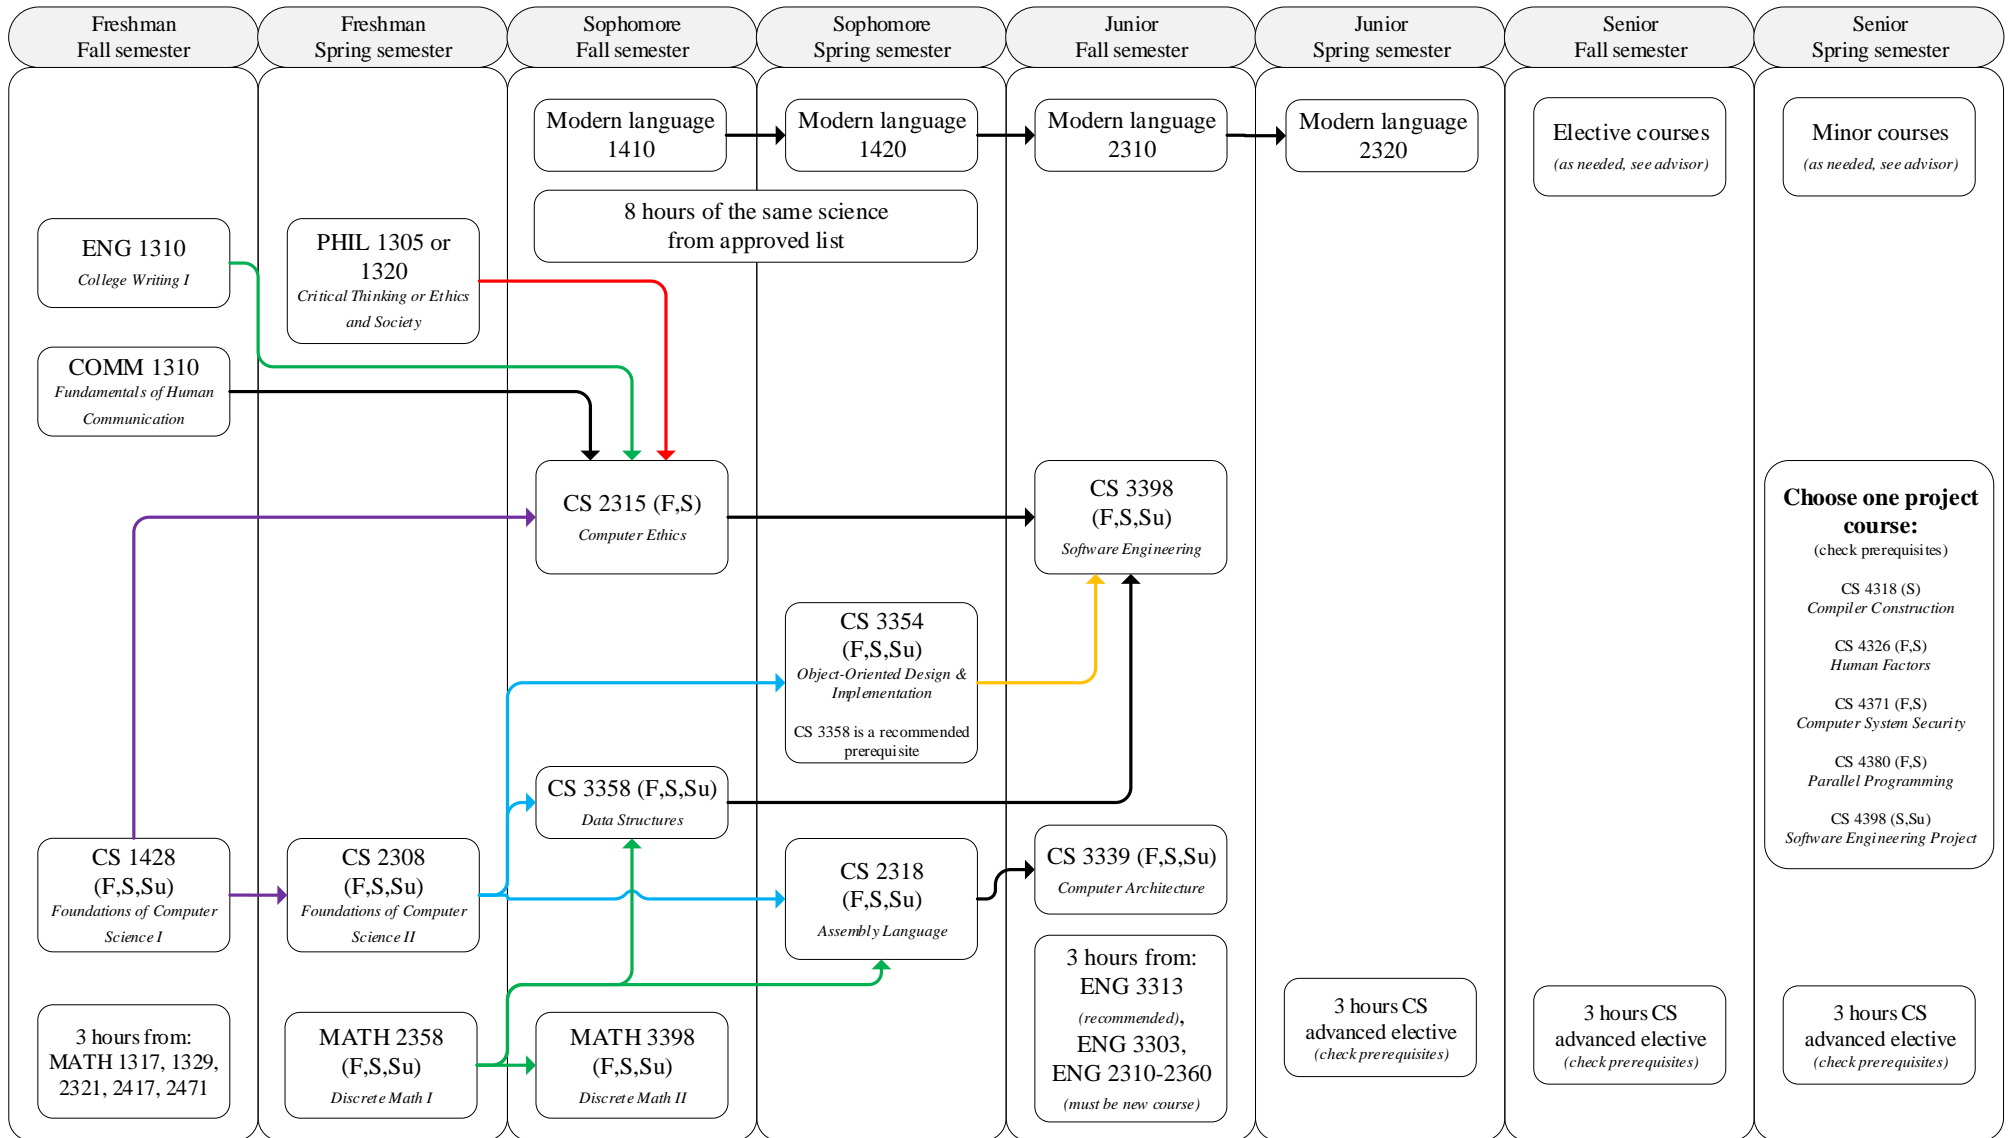 Freshman
Fall semester
Freshman
Spring semester
Sophomore
Fall semester
Sophomore
Spring semester
Junior
Fall semester
Junior
Spring semester
Senior
Fall semester
Senior
Spring semester
ENG 1310
College Writing I
COMM 1310
Fundamentals of Human
Communication
CS 1428
(F,S,Su)
Foundations of Computer
Science I
3 hours from:
MATH 1317, 1329,
2321, 2417, 2471
PHIL 1305 or
1320
Critical Thinking or Ethics
and Society
CS 2308
(F,S,Su)
Foundations of Computer
Science II
MATH 2358
(F,S,Su)
Discrete Math I
Modern language
1410
8 hours of the same science
from approved list
CS 2315 (F,S)
Computer Ethics
CS 3358 (F,S,Su)
Data Structures
MATH 3398
(F,S,Su)
Discrete Math II
Modern language
1420
CS 3354
(F,S,Su)
Object-Oriented Design &
Implementation
CS 3358 is a recommended
prerequisite
CS 2318
(F,S,Su)
Assembly Language
Modern language
2310
CS 3398
(F,S,Su)
Software Engineering
CS 3339 (F,S,Su)
Computer Architecture
3 hours from:
ENG 3313
(recommended),
ENG 3303,
ENG 2310-2360
(must be new course)
Modern language
2320
3 hours CS
advanced elective
(check prerequisites)
Elective courses
(as needed, see advisor)
3 hours CS
advanced elective
(check prerequisites)
Minor courses
(as needed, see advisor)
Choose one project
course:
(check prerequisites)
CS 4318 (S)
Compiler Construction
CS 4326 (F,S)
Human Factors
CS 4371 (F,S)
Computer System Security
CS 4380 (F,S)
Parallel Programming
CS 4398 (S,Su)
Software Engineering Project
3 hours CS
advanced elective
(check prerequisites)